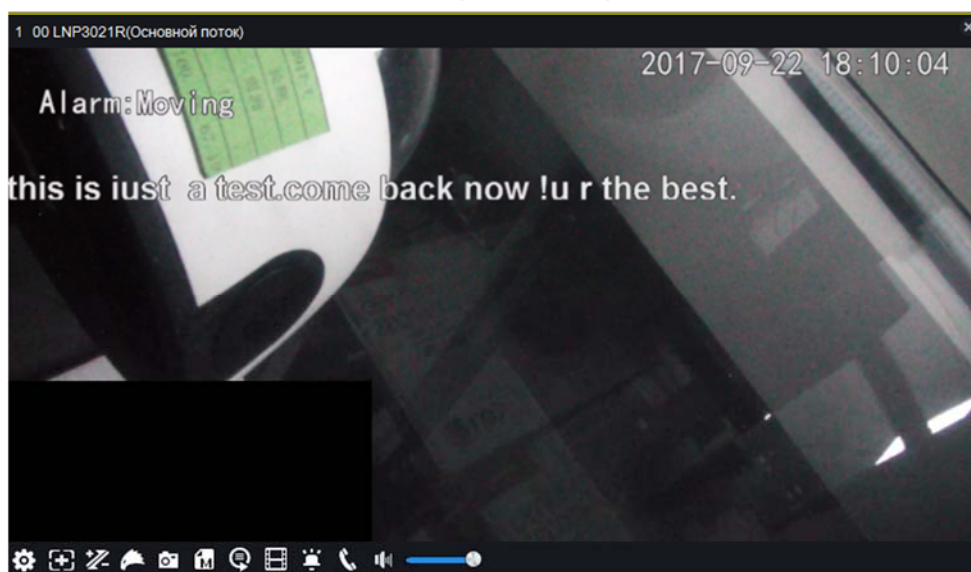 1 00 LNP3021R(Основной поток)
2017-09-22 18:10:04
Alarm:Moving
this is iust a test.come back now !u r the best.